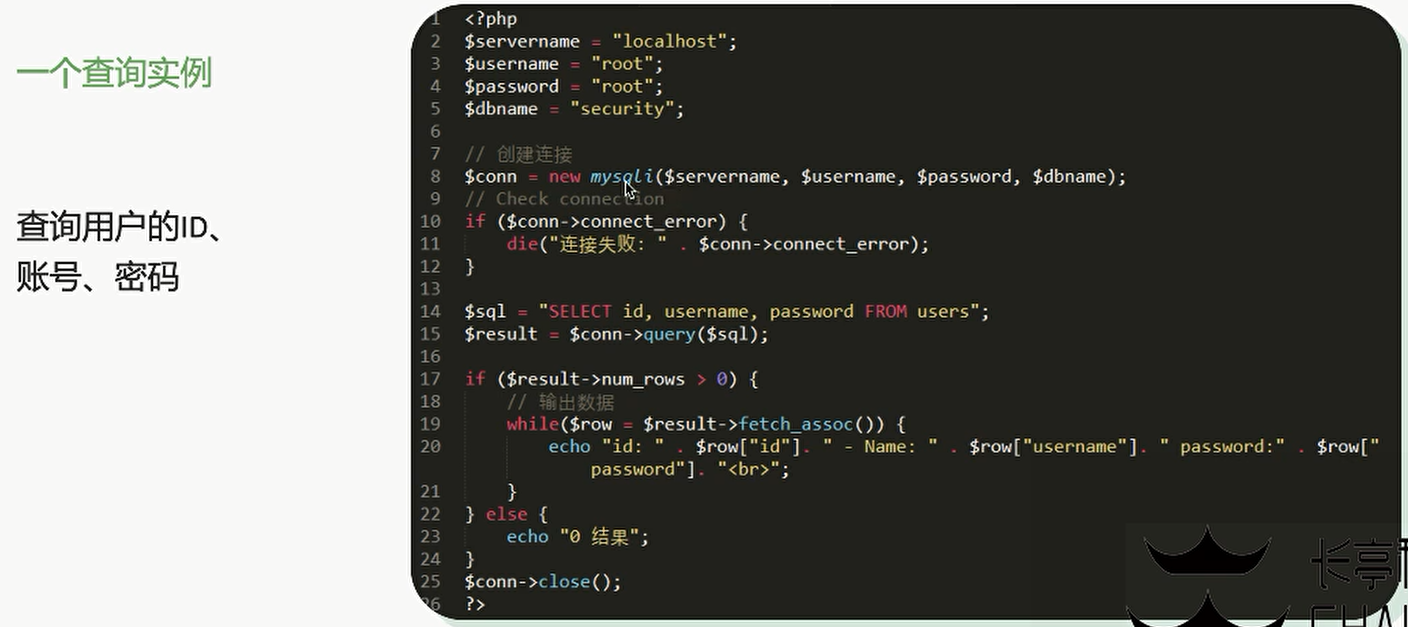 一个查询实例
查询用户的ID、
账号、密码
1 <?php
2 $servername = "localhost";
3 $username = "root";
4 $password = "root";
5 $dbname = "security";
6
7 // 创建连接
8 $conn = new mysqli($servername, $username, $password, $dbname);
9 // Check connection
10 if ($conn->connect_error) {
11 die("连接失败: " . $conn->connect_error);
12 }
13
14 $sql = "SELECT id, username, password FROM users";
15 $result = $conn->query($sql);
16
17 if ($result->num_rows > 0) {
18 // 输出数据
19 while($row = $result->fetch_assoc()) {
20 echo "id: " . $row["id"]. " - Name: " . $row["username"]. " password:" . $row["
password"]. "<br>";
21 }
22 } else {
23 echo "0 结果";
24 }
25 $conn->close();
26 ?>
长亭